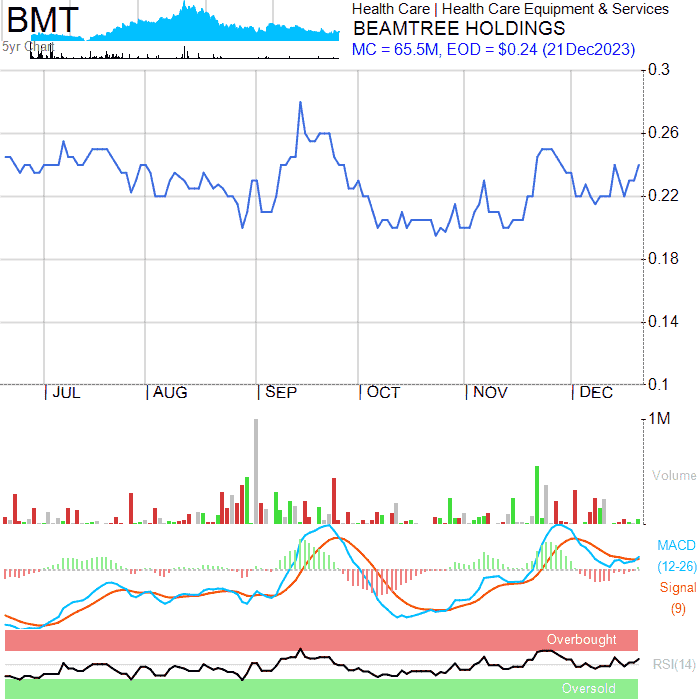 BMT
5yr Chart
Health Care | Health Care Equipment & Services
BEAMTREE HOLDINGS
MC = 65.5M, EOD = $0.24 (21Dec2023)
0.3
0.26
0.22
0.18
0.14
0.1
JUL AUG SEP OCT NOV DEC
1M
Volume
MACD
(12-26)
Signal
(9)
Overbought
RSI(14)
Oversold